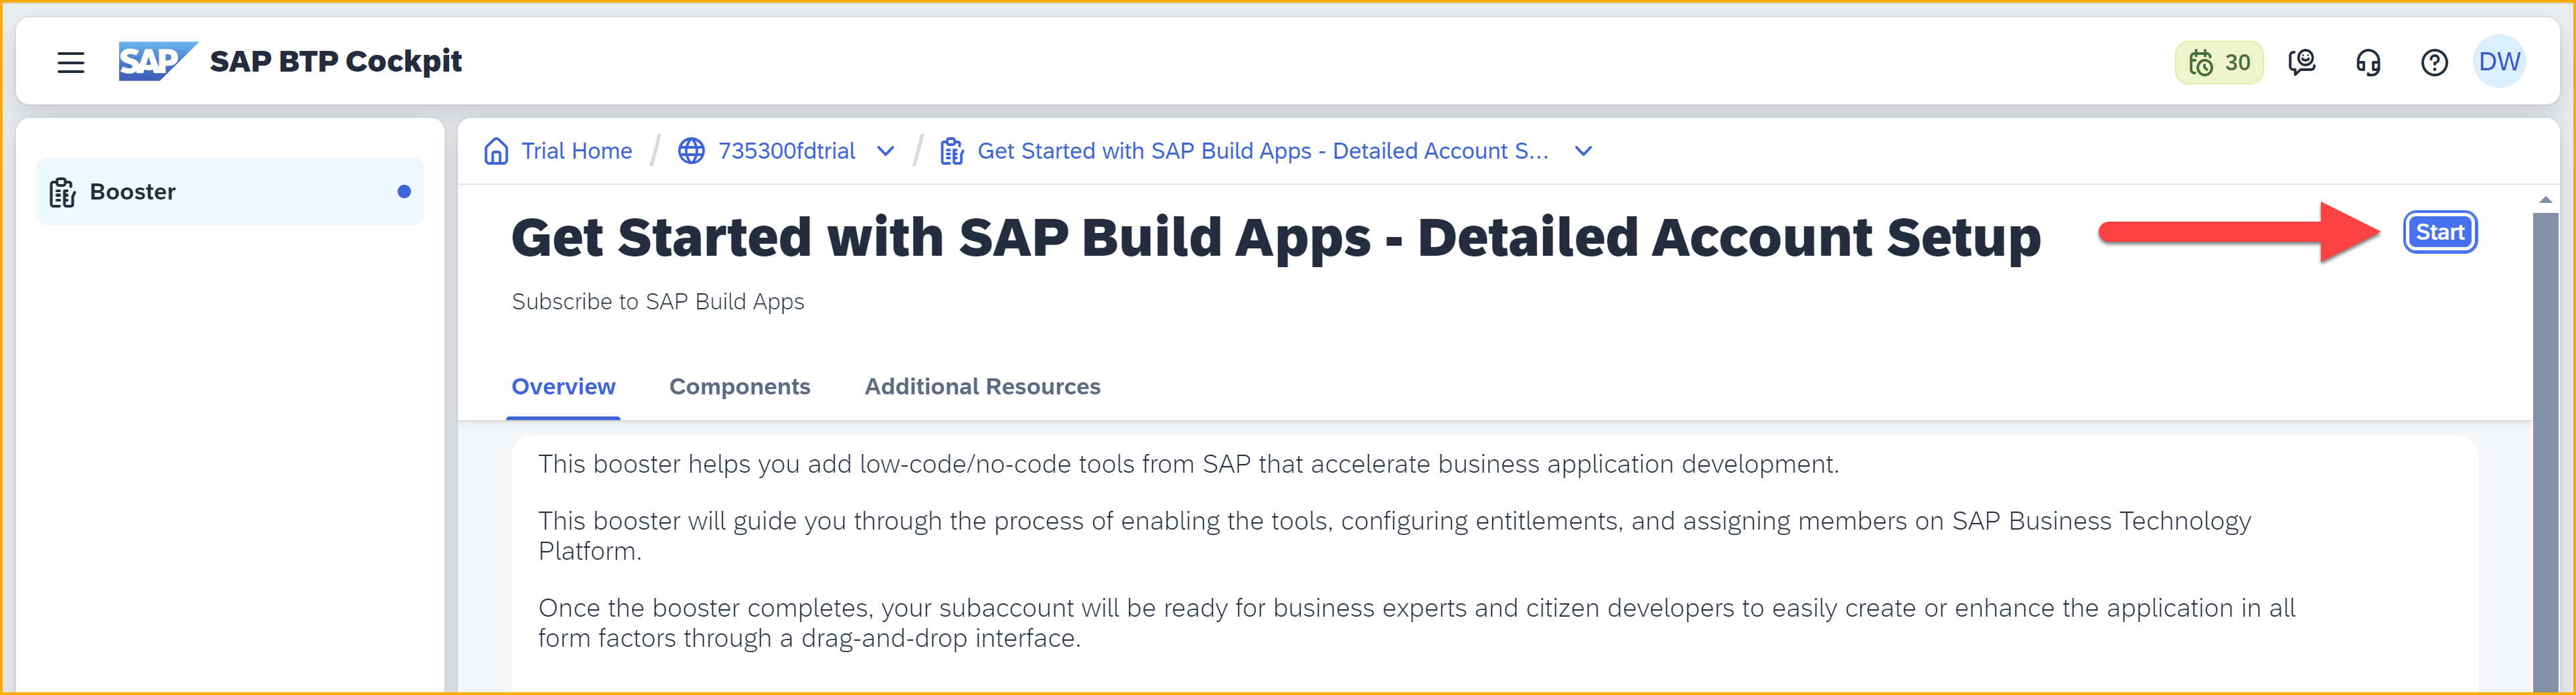 SAP SAP BTP Cockpit 30 DW
Booster
Trial Home / 735300fdtrial / Get Started with SAP Build Apps - Detailed Account S...
Get Started with SAP Build Apps - Detailed Account Setup Start
Subscribe to SAP Build Apps
Overview Components Additional Resources
This booster helps you add low-code/no-code tools from SAP that accelerate business application development.
This booster will guide you through the process of enabling the tools, configuring entitlements, and assigning members on SAP Business Technology
Platform.
Once the booster completes, your subaccount will be ready for business experts and citizen developers to easily create or enhance the application in all
form factors through a drag-and-drop interface.